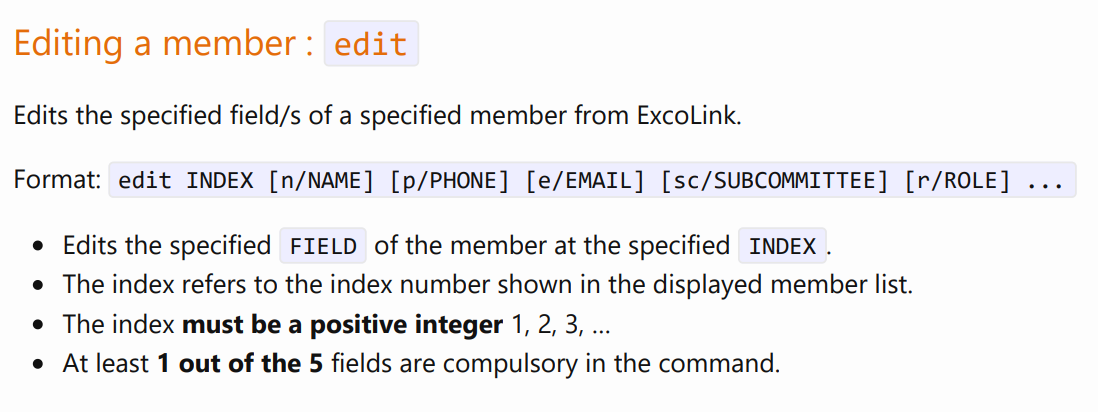 Editing a member : edit
Edits the specified field/s of a specified member from ExcoLink.
Format: edit INDEX [n/NAME] [p/PHONE] [e/EMAIL] [sc/SUBCOMMITTEE] [r/ROLE] ...
• Edits the specified FIELD of the member at the specified INDEX.
• The index refers to the index number shown in the displayed member list.
• The index must be a positive integer 1, 2, 3, …
• At least 1 out of the 5 fields are compulsory in the command.